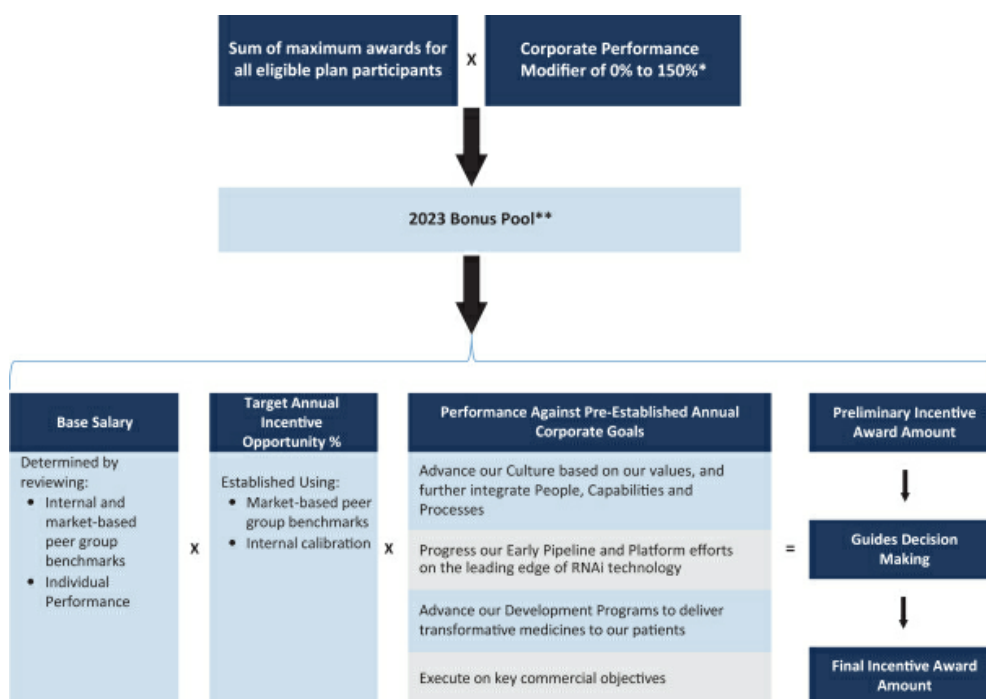 Sum of maximum awards for
all eligible plan participants
X
Corporate Performance
Modifier of 0% to 150%*
2023 Bonus Pool**
Base Salary
Determined by
reviewing:
• Internal and
market-based
peer group
benchmarks
• Individual
Performance
X
Target Annual
Incentive
Opportunity %
Established Using:
• Market-based peer
group benchmarks
• Internal calibration
X
Performance Against Pre-Established Annual
Corporate Goals
Advance our Culture based on our values, and
further integrate People, Capabilities and
Processes
Progress our Early Pipeline and Platform efforts
on the leading edge of RNAi technology
Advance our Development Programs to deliver
transformative medicines to our patients
Execute on key commercial objectives
=
Preliminary Incentive
Award Amount
Guides Decision
Making
Final Incentive Award
Amount